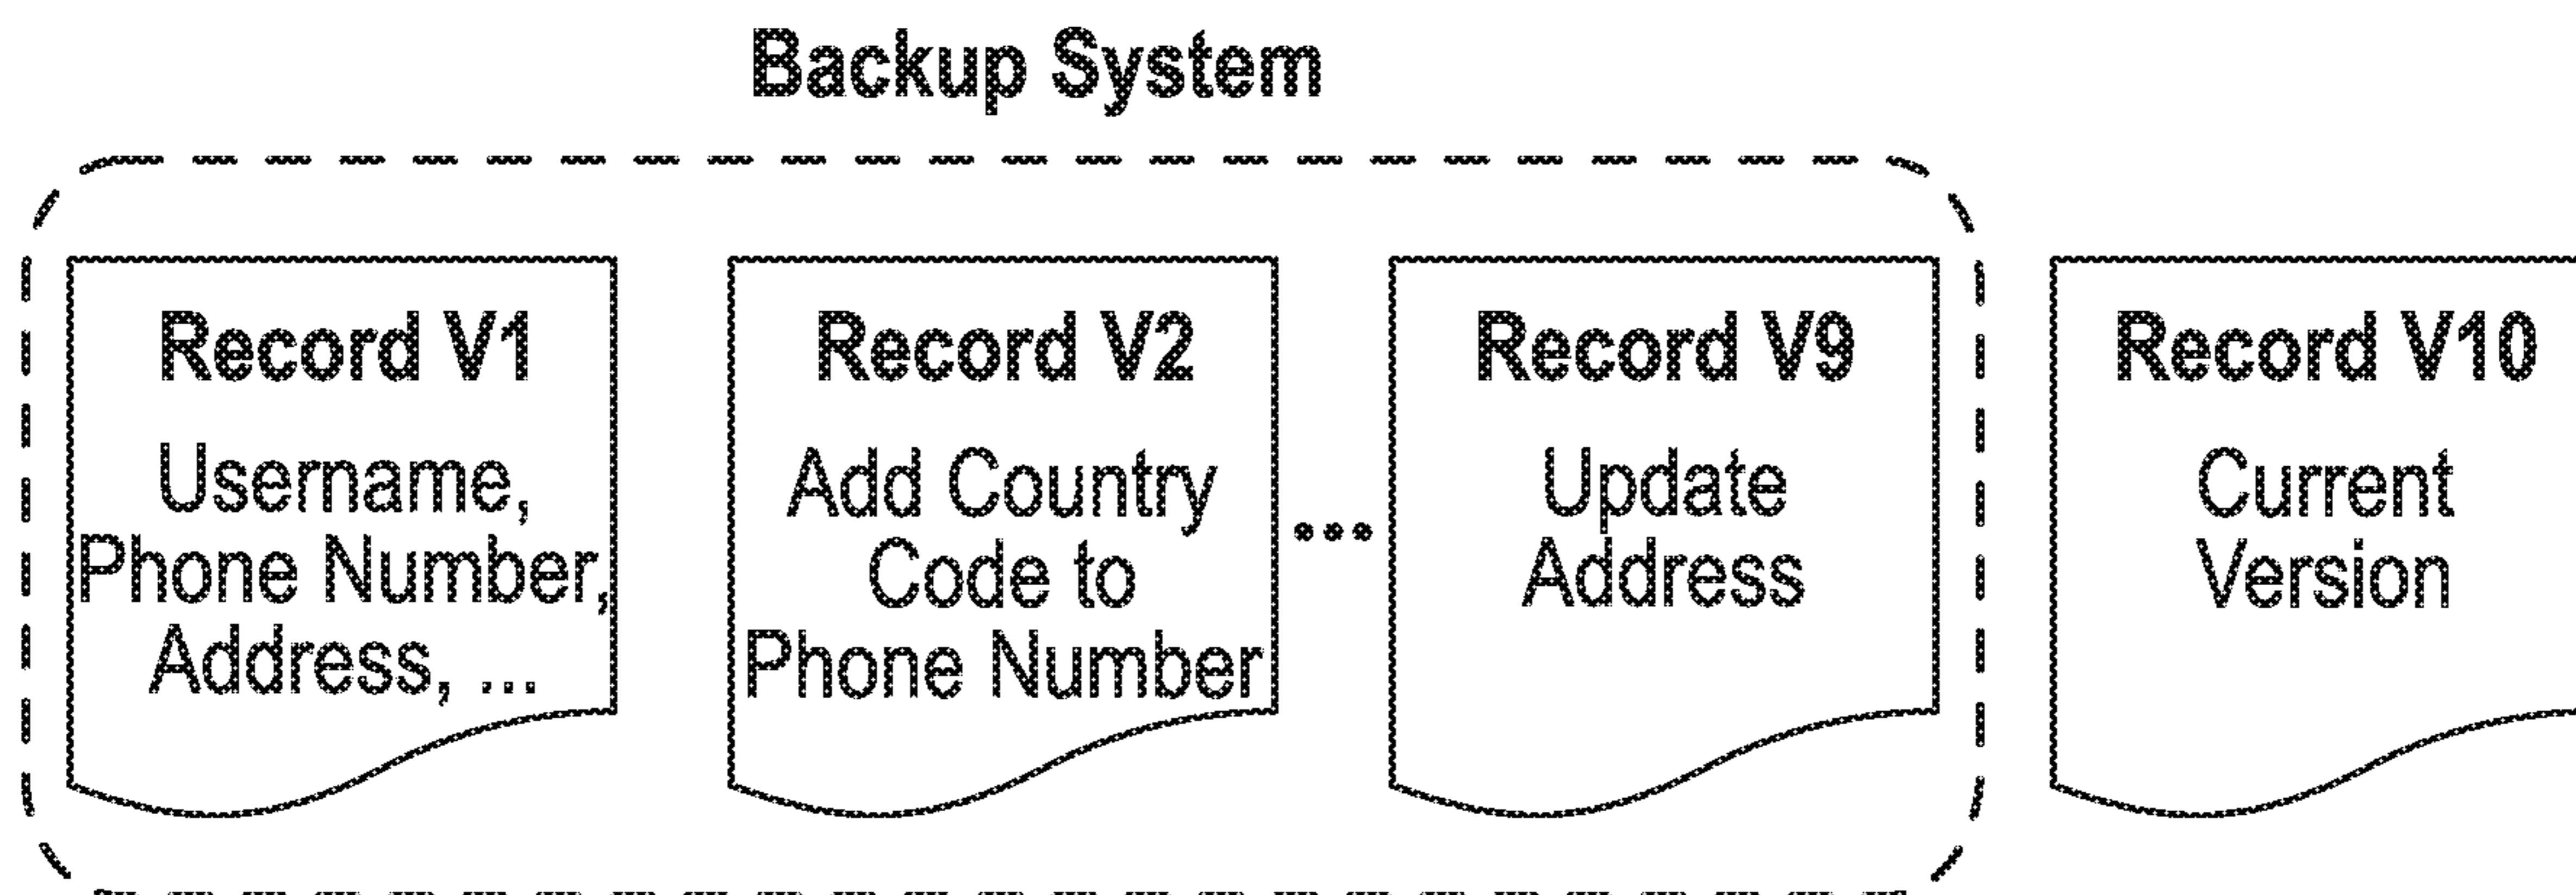 Backup System
Record V1
Username,
Phone Number,
Address, ...
Record V2
Add Country
Code to
Phone Number
...
Record V9
Update
Address
Record V10
Current
Version